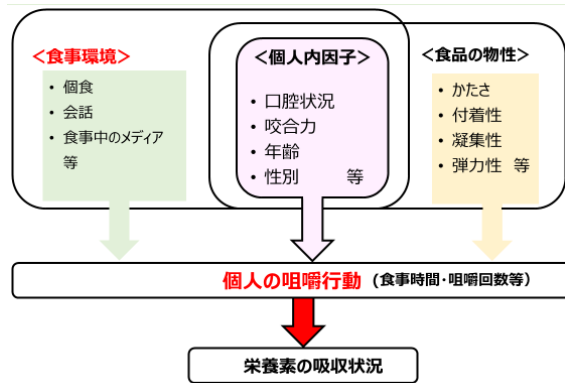 ＜食事環境＞
• 個食
• 会話
• 食事中のメディア
等
＜個人内因子＞
• 口腔状況
• 咬合力
• 年齢
• 性別　　等
＜食品の物性＞
• かたさ
• 付着性
• 凝集性
• 弾力性　等
個人の咀嚼行動 (食事時間・咀嚼回数等)
栄養素の吸収状況